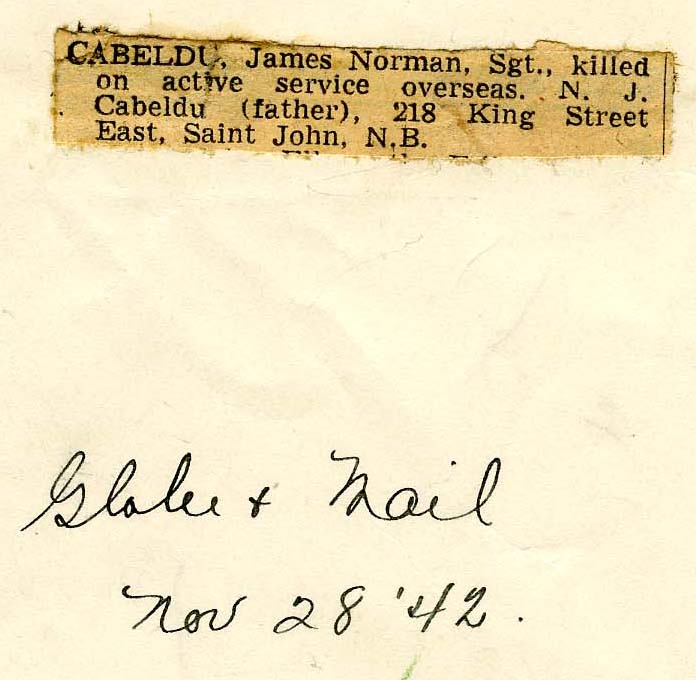 CABELDU, James Norman, Sgt., killed
on active service overseas. N. J.
Cabeldu (father), 218 King Street
East, Saint John, N.B.
Globe + Mail
Nov 28 '42.